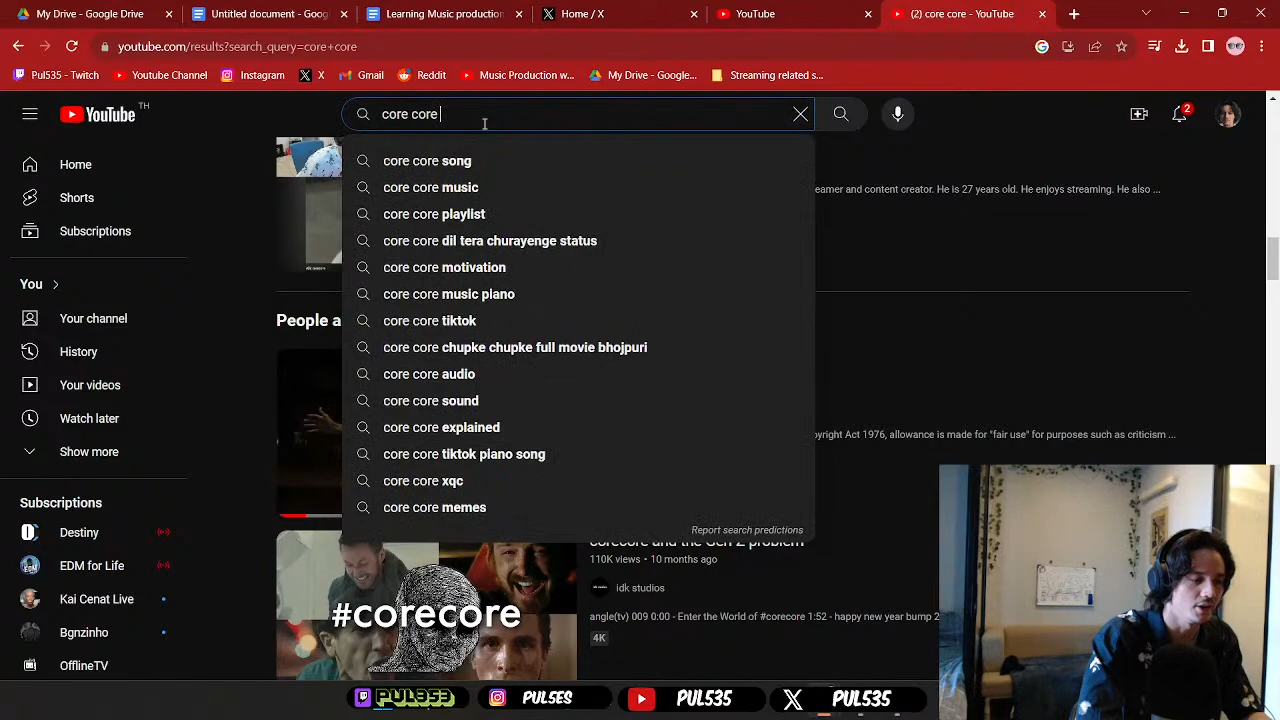 My Drive - Google Drive
Untitled document - Goog
Learning Music production
Home / X
YouTube
(2) core core - YouTube
youtube.com/results?search_query=core+core
Pul535 - Twitch
Youtube Channel
Instagram
X
Gmail
Reddit
Music Production w...
My Drive - Google...
Streaming related s...
YouTube TH
core core
2
Home
Shorts
Subscriptions
You
Your channel
History
Your videos
Watch later
Show more
Subscriptions
Destiny
EDM for Life
Kai Cenat Live
Bgnzinho
OfflineTV
core core song
core core music
core core playlist
core core dil tera churayenge status
core core motivation
core core music piano
core core tiktok
core core chupke chupke full movie bhojpuri
core core audio
core core sound
core core explained
core core tiktok piano song
core core xqc
core core memes
Report search predictions
eamer and content creator. He is 27 years old. He enjoys streaming. He also ...
People a
pyright Act 1976, allowance is made for "fair use" for purposes such as criticism ...
Corecore and the Gen Z problem
110K views • 10 months ago
idk studios
angle(tv) 009 0:00 - Enter the World of #corecore 1:52 - happy new year bump 2
4K
#corecore
PUL535
PUL5ES
PUL535
PUL535